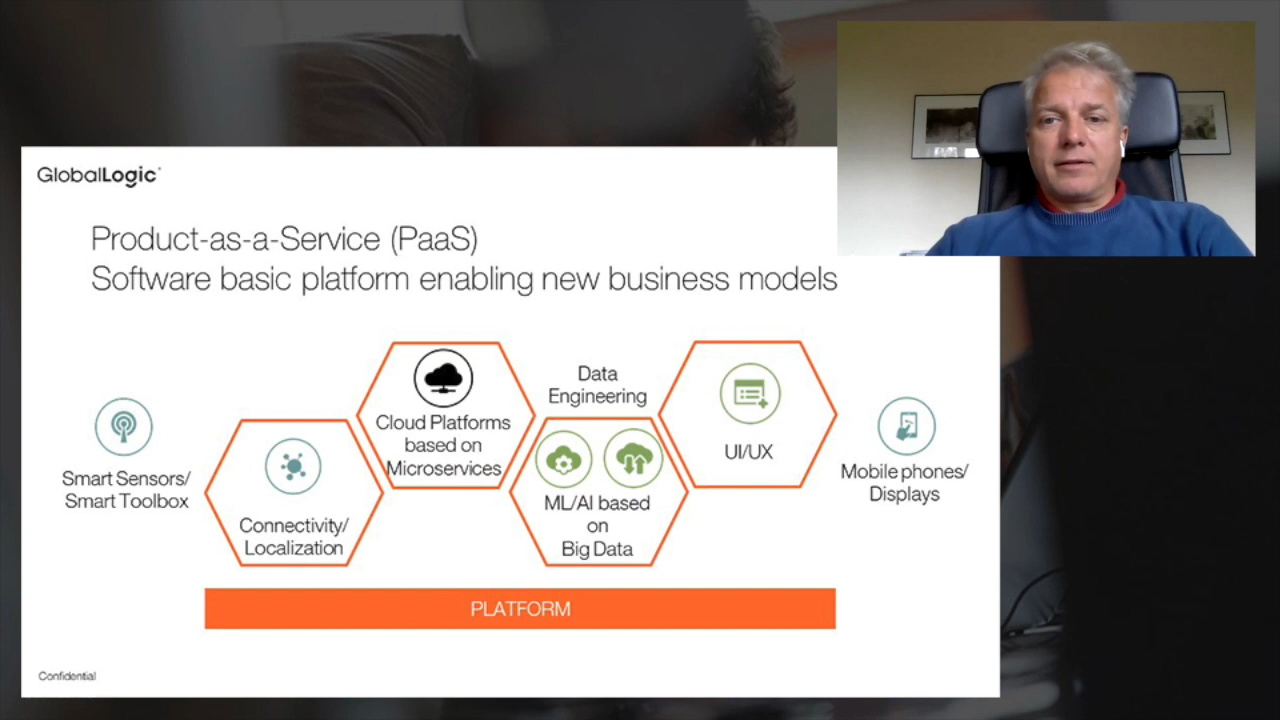 GlobalLogic
Product-as-a-Service (PaaS)
Software basic platform enabling new business models
Smart Sensors/
Smart Toolbox
Connectivity/
Localization
Cloud Platforms
based on
Microservices
Data
Engineering
ML/AI based
on
Big Data
UI/UX
Mobile phones/
Displays
PLATFORM
Confidential